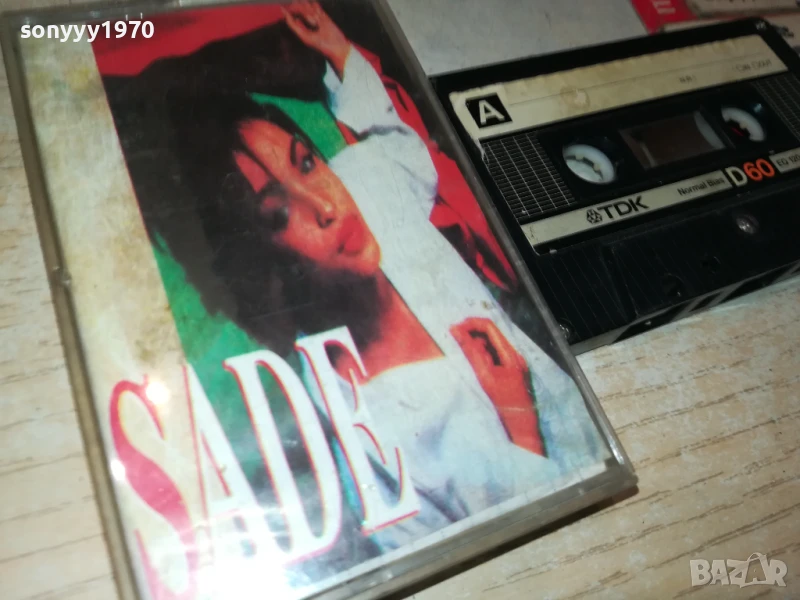 sonyyy1970
SADE
A
TDK
Normal Bias
D60
BAZAR